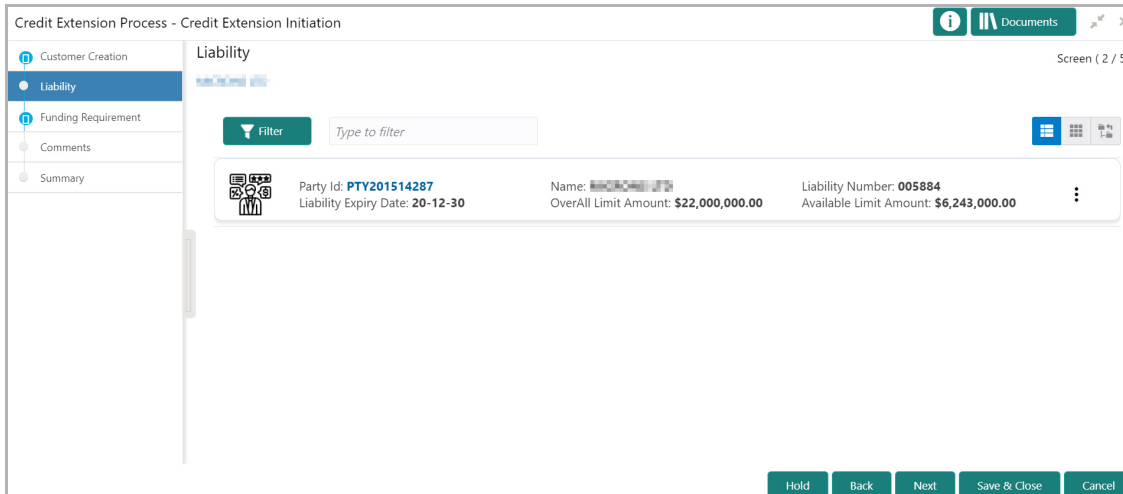 Credit Extension Process - Credit Extension Initiation
Documents
Customer Creation
Liability
Funding Requirement
Comments
Summary
Liability
Screen ( 2 / 5
Filter
Type to filter
Party Id: PTY201514287 Name: Liability Number: 005884
Liability Expiry Date: 20-12-30 OverAll Limit Amount: $22,000,000.00 Available Limit Amount: $6,243,000.00
Hold Back Next Save & Close Cancel